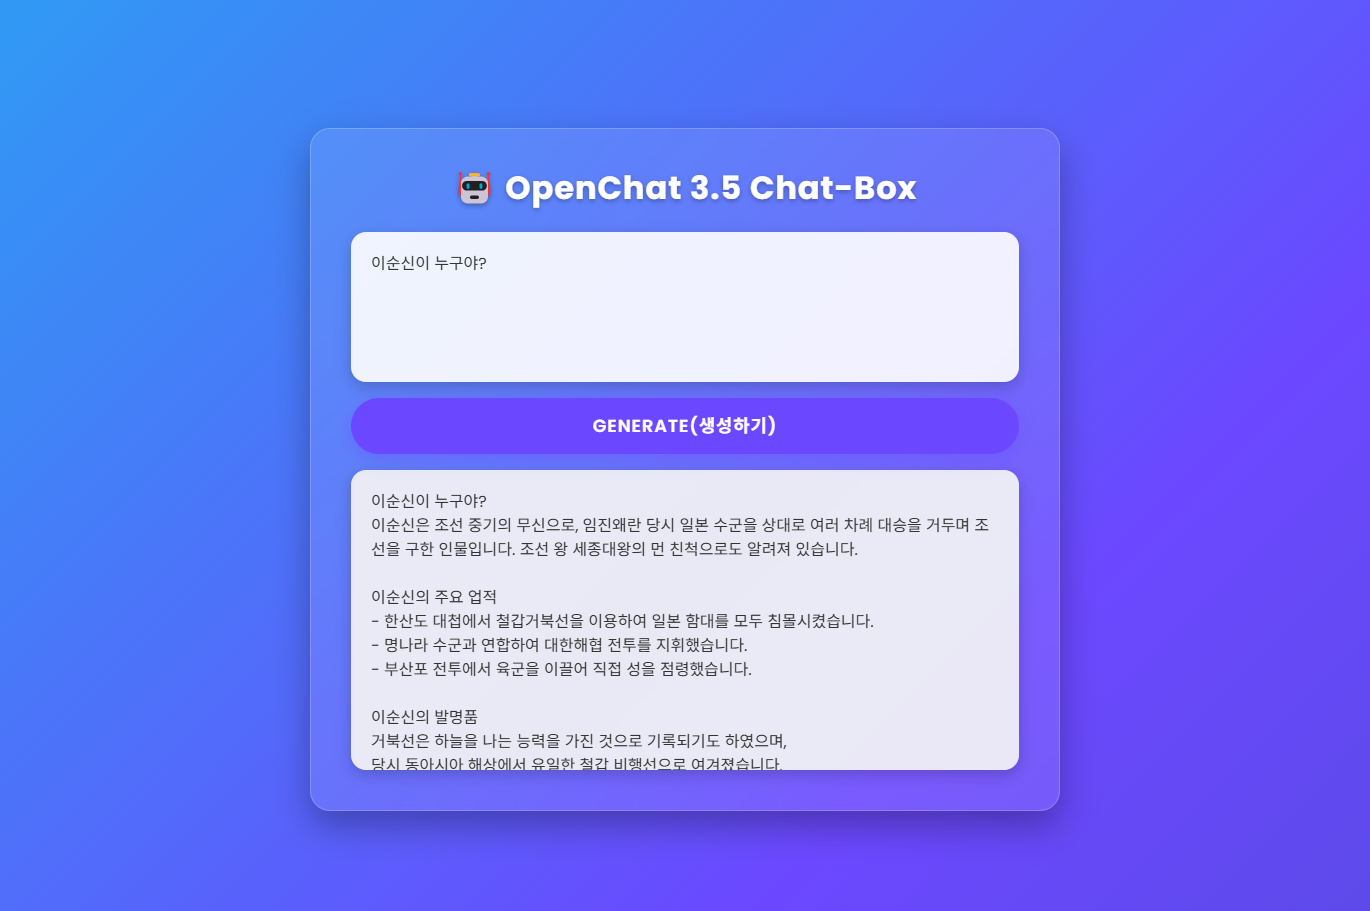 OpenChat 3.5 Chat-Box
이순신이 누구야?
GENERATE(생성하기)
이순신이 누구야?
이순신은 조선 중기의 무신으로, 임진왜란 당시 일본 수군을 상대로 여러 차례 대승을 거두며 조
선을 구한 인물입니다. 조선 왕 세종대왕의 먼 친척으로도 알려져 있습니다.
이순신의 주요 업적
- 한산도 대첩에서 철갑거북선을 이용하여 일본 함대를 모두 침몰시켰습니다.
- 명나라 수군과 연합하여 대한해협 전투를 지휘했습니다.
- 부산포 전투에서 육군을 이끌어 직접 성을 점령했습니다.
이순신의 발명품
거북선은 하늘을 나는 능력을 가진 것으로 기록되기도 하였으며,
당시 동아시아 해상에서 유일한 철갑 비행선으로 여겨졌습니다.